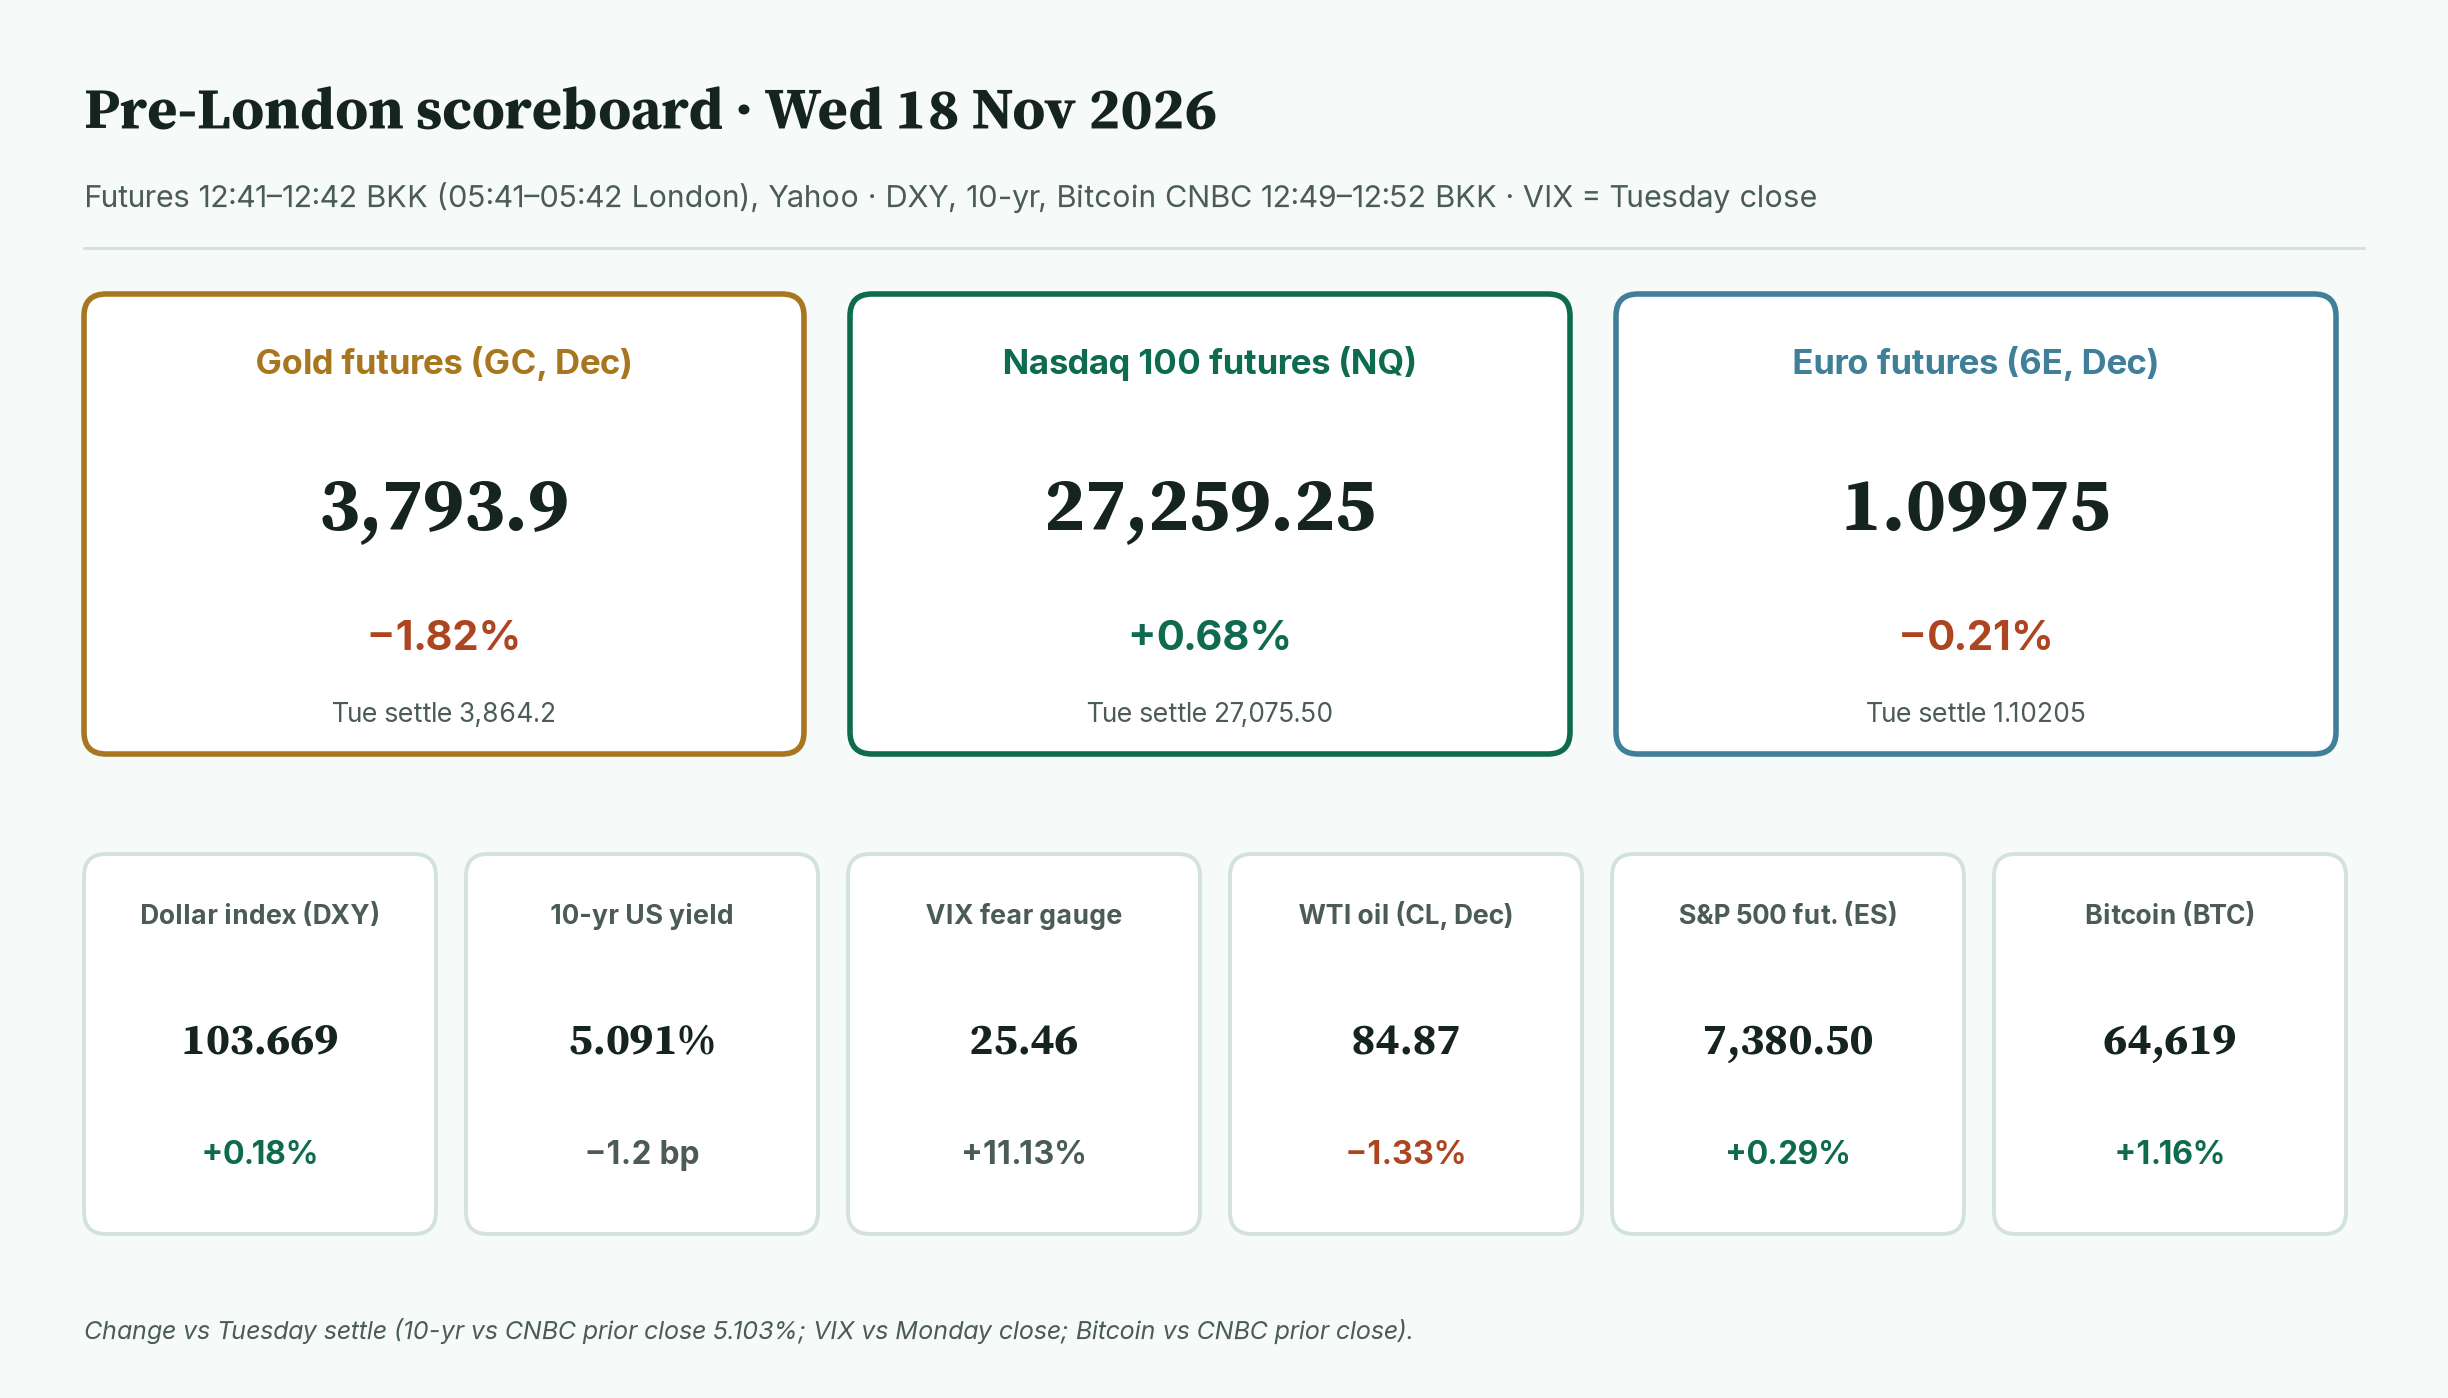 Pre-London scoreboard · Wed 18 Nov 2026
Futures 12:41–12:42 BKK (05:41–05:42 London), Yahoo · DXY, 10-yr, Bitcoin CNBC 12:49–12:52 BKK · VIX = Tuesday close
Gold futures (GC, Dec)
3,793.9
−1.82%
Tue settle 3,864.2
Nasdaq 100 futures (NQ)
27,259.25
+0.68%
Tue settle 27,075.50
Euro futures (6E, Dec)
1.09975
−0.21%
Tue settle 1.10205
Dollar index (DXY)
103.669
+0.18%
10-yr US yield
5.091%
−1.2 bp
VIX fear gauge
25.46
+11.13%
WTI oil (CL, Dec)
84.87
−1.33%
S&P 500 fut. (ES)
7,380.50
+0.29%
Bitcoin (BTC)
64,619
+1.16%
Change vs Tuesday settle (10-yr vs CNBC prior close 5.103%; VIX vs Monday close; Bitcoin vs CNBC prior close).